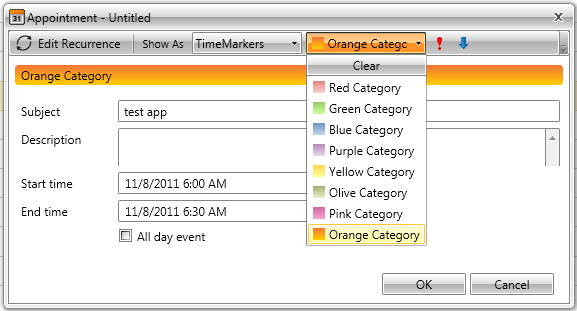 31 Appointment - Untitled
Edit Recurrence Show As TimeMarkers Orange Catego
Clear
Orange Category
Red Category
Green Category
Blue Category
Purple Category
Yellow Category
Olive Category
Pink Category
Orange Category
Subject test app
Description
Start time 11/8/2011 6:00 AM
End time 11/8/2011 6:30 AM
All day event
OK Cancel